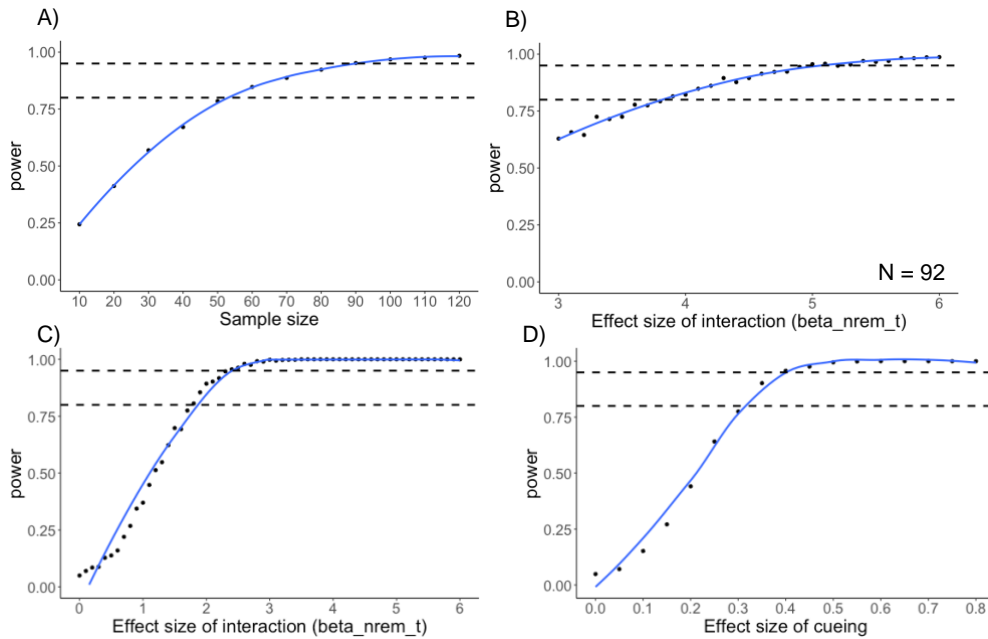 A)
1.00
0.75
0.50
0.25
0.00
power
10 20 30 40 50 60 70 80 90 100 110 120
Sample size
B)
1.00
0.75
0.50
0.25
0.00
power
N = 92
3 4 5 6
Effect size of interaction (beta_nrem_t)
C)
1.00
0.75
0.50
0.25
0.00
power
0 1 2 3 4 5 6
Effect size of interaction (beta_nrem_t)
D)
1.00
0.75
0.50
0.25
0.00
power
0.0 0.1 0.2 0.3 0.4 0.5 0.6 0.7 0.8
Effect size of cueing